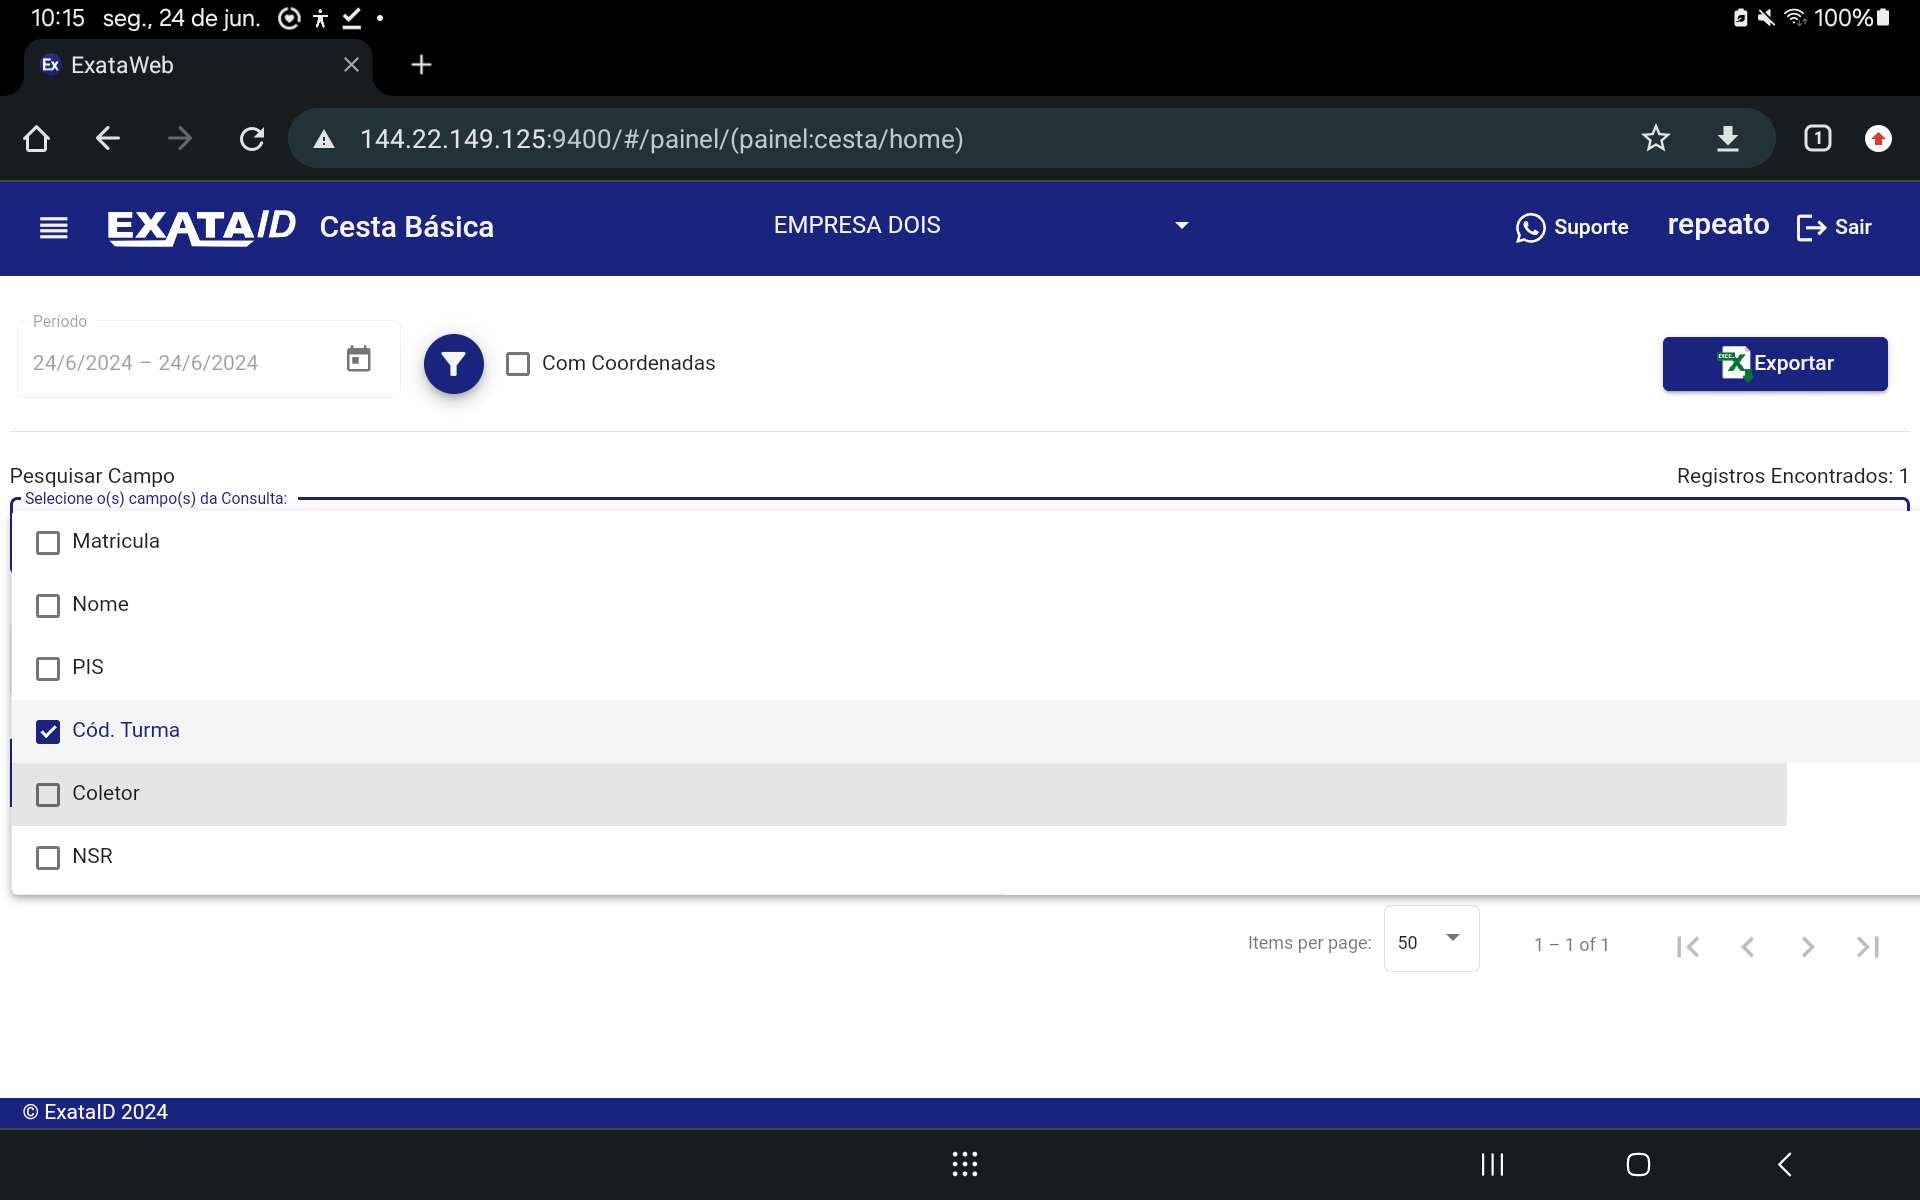 10:15 seg., 24 de jun. 100%
Ex ExataWeb
144.22.149.125:9400/#/painel/(painel:cesta/home) 1
EXATAID Cesta Básica EMPRESA DOIS Suporte repeato Sair
Período
24/6/2024 – 24/6/2024 Com Coordenadas Exportar
Pesquisar Campo Registros Encontrados: 1
Selecione o(s) campo(s) da Consulta:
Matricula
Nome
PIS
Cód. Turma
Coletor
NSR
Items per page: 50 1 – 1 of 1
© ExataID 2024